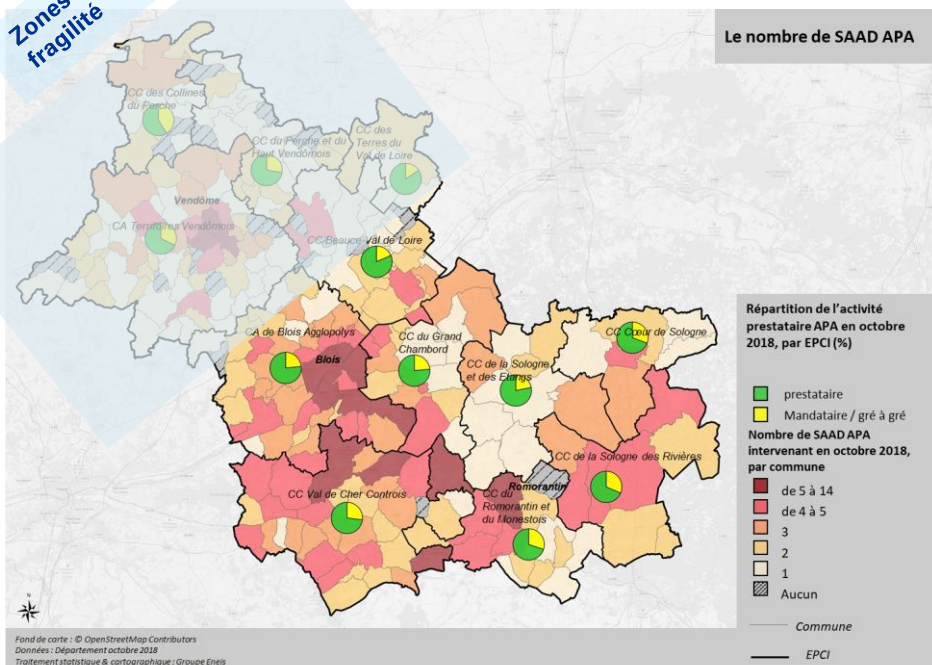 Zones
fragilité
Le nombre de SAAD APA
CC des Collines
du Perche
CC du Perche et du
Haut Vendômois
CC des
Terres du
Val de Loire
Vendôme
CA Territoires Vendômois
CC Beauce Val de Loire
CA de Blois Agglopolys
Blois
CC du Grand
Chambord
CC de la Sologne
et des Etangs
CC Cœur de Sologne
CC de la Sologne des Rivières
Romorantin
CC du
Romorantin et
du Monestois
CC Val de Cher Controis
Répartition de l'activité
prestataire APA en octobre
2018, par EPCI (%)
prestataire
Mandataire / gré à gré
Nombre de SAAD APA
intervenant en octobre 2018,
par commune
de 5 à 14
de 4 à 5
3
2
1
Aucun
Commune
EPCI
N
Fond de carte : © OpenStreetMap Contributors
Données : Département octobre 2018
Traitement statistique & cartographique : Groupe Eneis